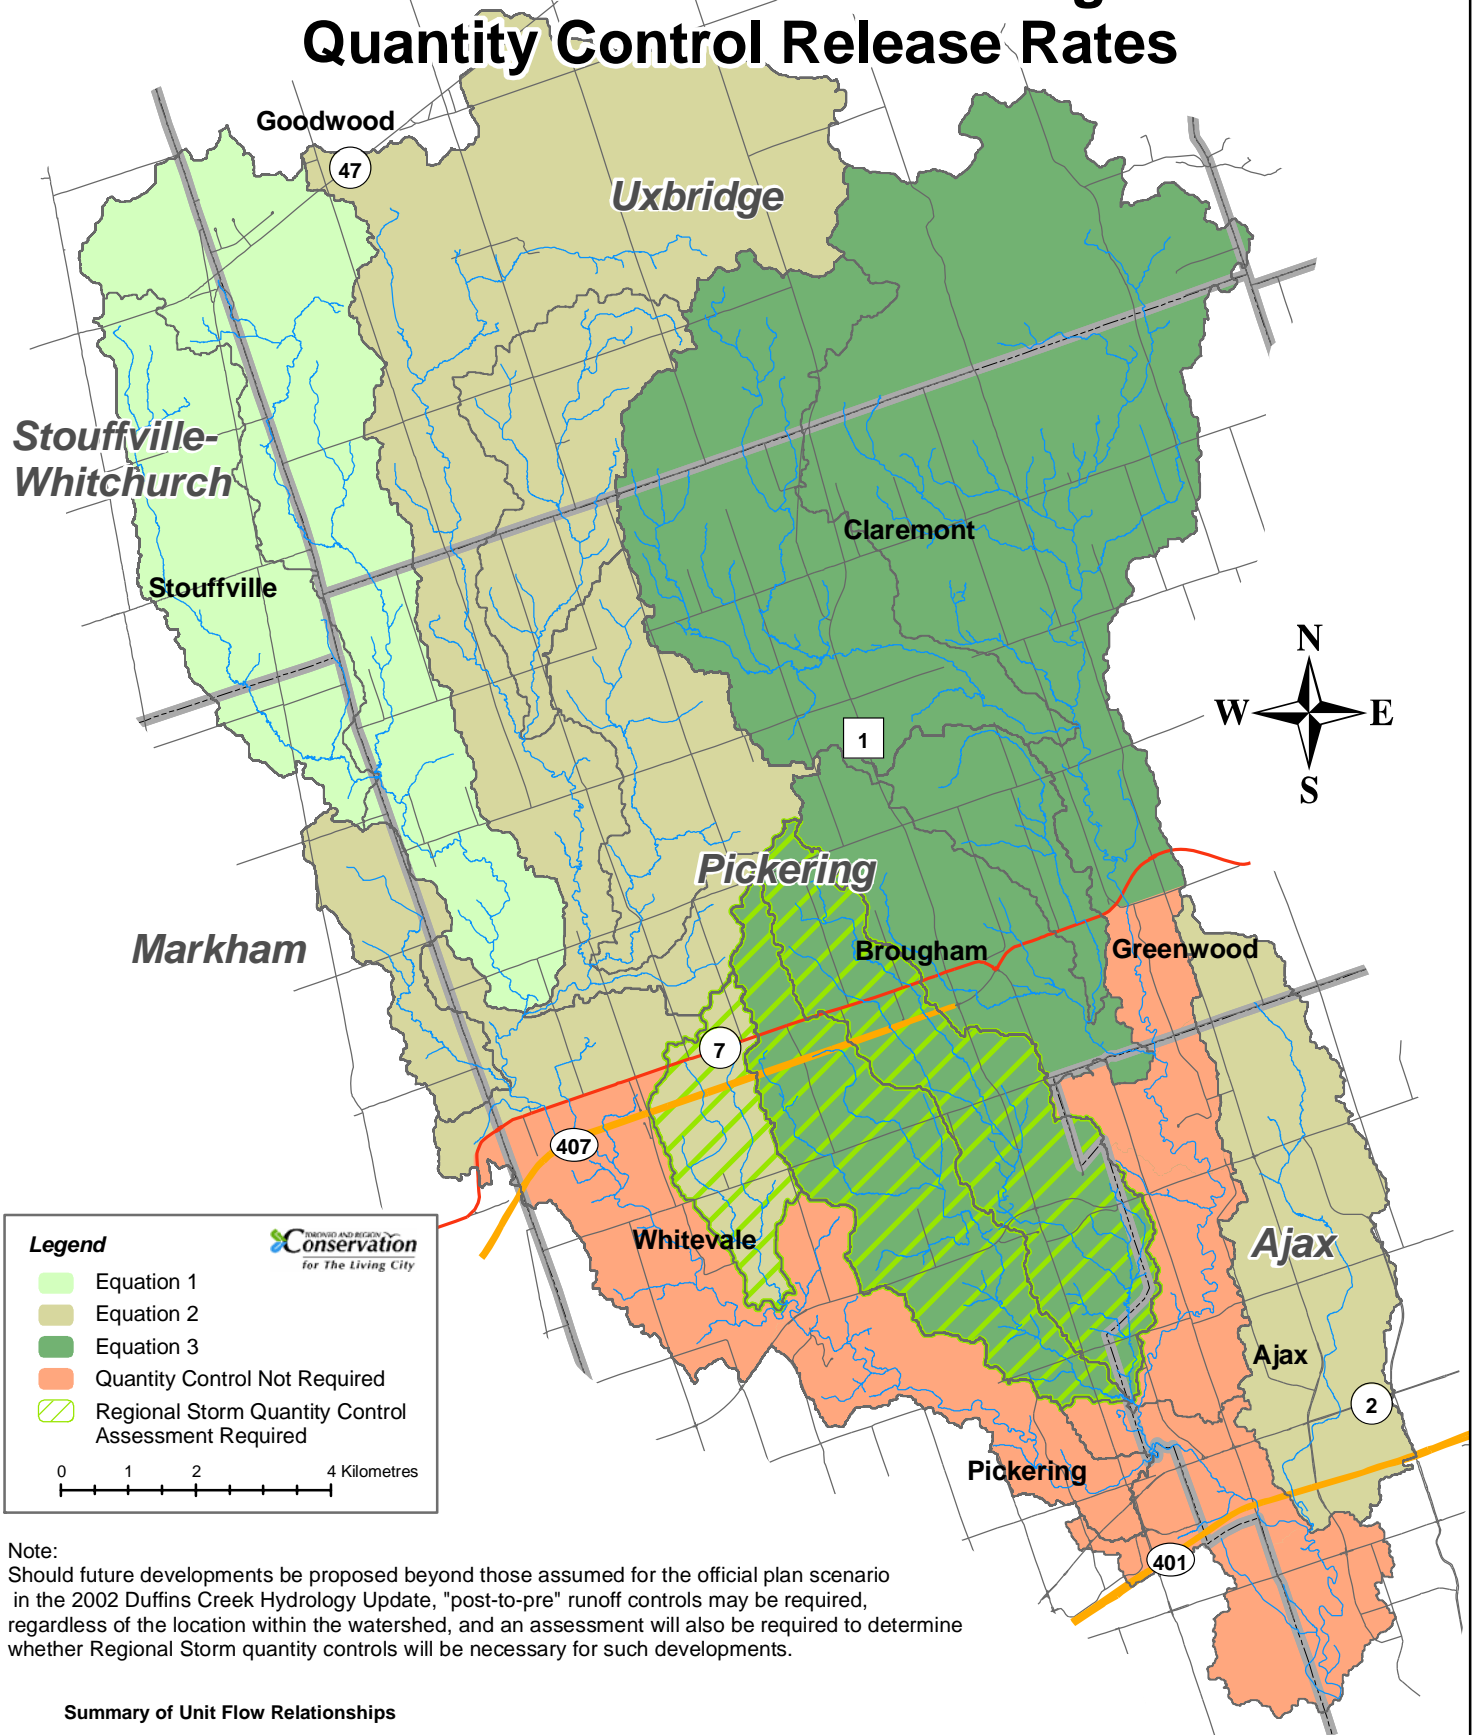 Quantity Control Release Rates
Goodwood
47
Uxbridge
Stouffville-
Whitchurch
Claremont
Stouffville
N
W E
S
1
Pickering
Markham
Brougham
Greenwood
7
407
Whitevale
Ajax
Ajax
2
Pickering
401
Legend
TORONTO AND REGION
Conservation
for The Living City
Equation 1
Equation 2
Equation 3
Quantity Control Not Required
Regional Storm Quantity Control
Assessment Required
0 1 2 4 Kilometres
Note:
Should future developments be proposed beyond those assumed for the official plan scenario
in the 2002 Duffins Creek Hydrology Update, "post-to-pre" runoff controls may be required,
regardless of the location within the watershed, and an assessment will also be required to determine
whether Regional Storm quantity controls will be necessary for such developments.
Summary of Unit Flow Relationships